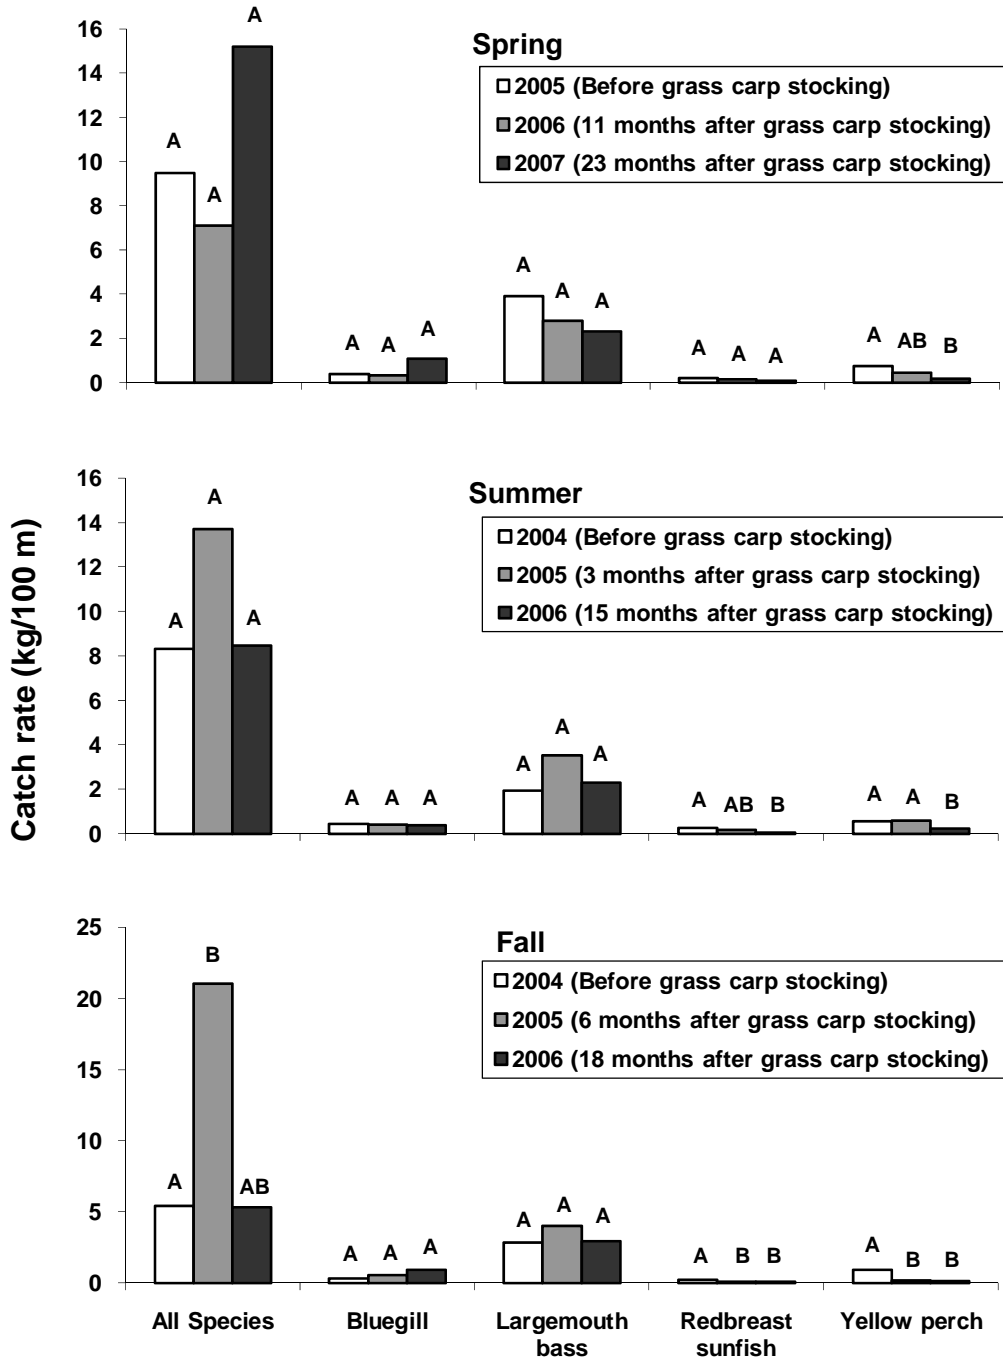 Catch rate (kg/100 m)
Spring
2005 (Before grass carp stocking)
2006 (11 months after grass carp stocking)
2007 (23 months after grass carp stocking)
16
14
12
10
8
6
4
2
0
A A A
A A A
A A A
A A A
A AB B
Summer
2004 (Before grass carp stocking)
2005 (3 months after grass carp stocking)
2006 (15 months after grass carp stocking)
16
14
12
10
8
6
4
2
0
A A A
A A A
A A A
A AB B
A A B
Fall
2004 (Before grass carp stocking)
2005 (6 months after grass carp stocking)
2006 (18 months after grass carp stocking)
25
20
15
10
5
0
A B AB
A A A
A A A
A B B
A B B
All Species
Bluegill
Largemouth
bass
Redbreast
sunfish
Yellow perch